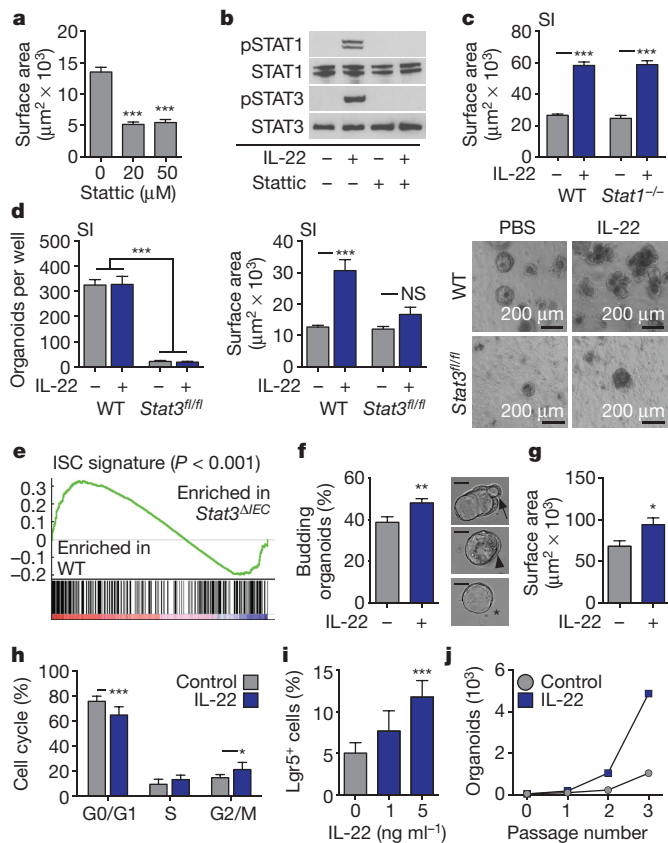 a
Surface area
(µm² × 10³)
15
10
5
0
***
***
0 20 50
Stattic (µM)
b
pSTAT1
STAT1
pSTAT3
STAT3
IL-22 – + – +
Stattic – – + +
c
SI
Surface area
(µm² × 10³)
80
60
40
20
0
***
***
IL-22 – + – +
WT Stat1–/–
d
SI
Organoids per well
500
400
300
200
100
0
***
IL-22 – + – +
WT Stat3fl/fl
SI
Surface area
(µm² × 10³)
40
30
20
10
0
***
NS
IL-22 – + – +
WT Stat3fl/fl
PBS IL-22
WT
200 µm 200 µm
Stat3fl/fl
200 µm 200 µm
e
ISC signature (P < 0.001)
0.3
0.2
0.1
0
–0.1
–0.2
Enriched in
Stat3ΔIEC
Enriched in
WT
f
Budding
organoids (%)
60
40
20
0
**
IL-22 – +
*
g
Surface area
(µm² × 10³)
150
100
50
0
*
IL-22 – +
h
Cell cycle (%)
100
80
60
40
20
0
Control
IL-22
***
*
G0/G1 S G2/M
i
Lgr5+ cells (%)
15
10
5
0
***
0 1 5
IL-22 (ng ml–1)
j
Organoids (10³)
6
4
2
0
Control
IL-22
0 1 2 3
Passage number